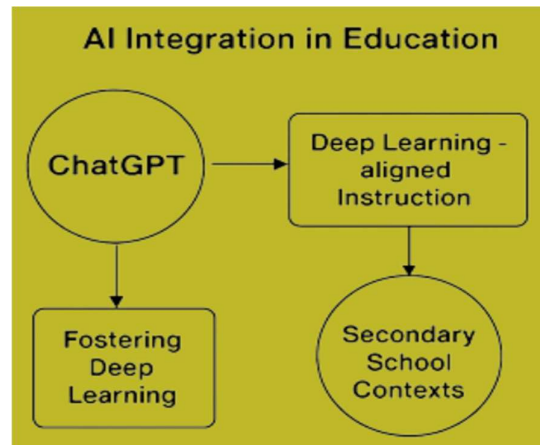 AI Integration in Education
ChatGPT
Deep Learning -
aligned
Instruction
Fostering
Deep
Learning
Secondary
School
Contexts